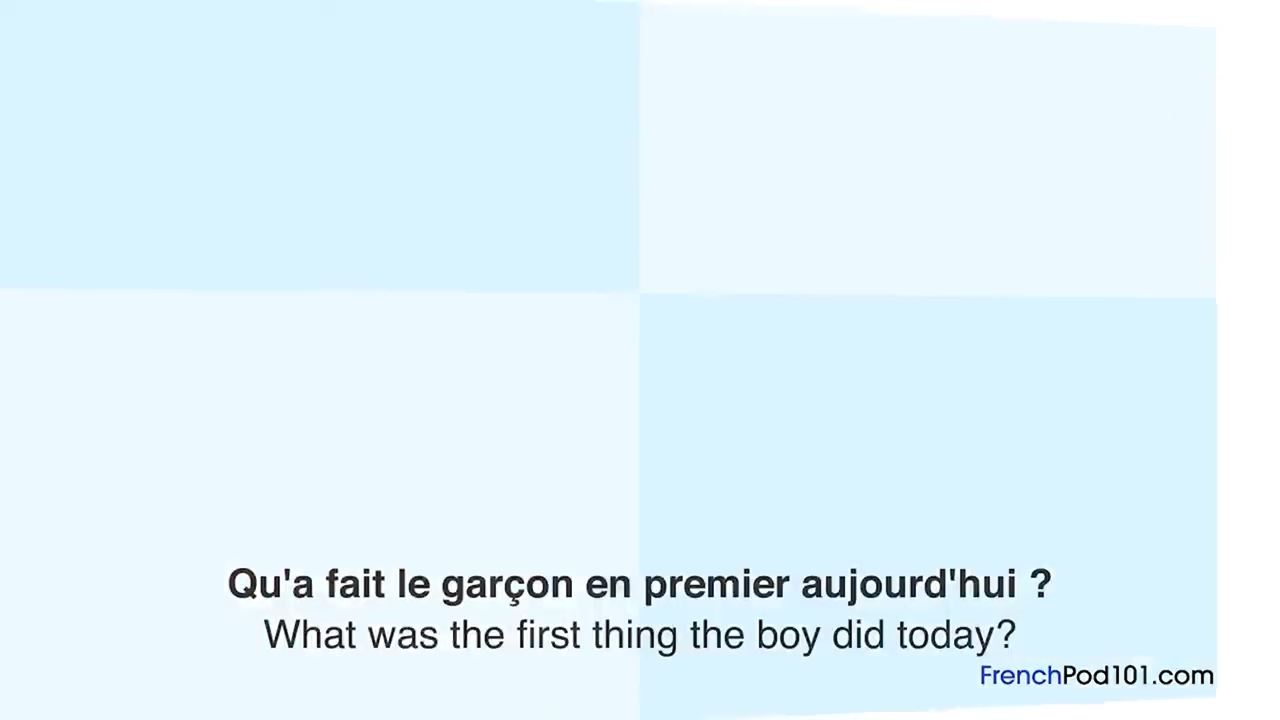 Qu'a fait le garçon en premier aujourd'hui ?
What was the first thing the boy did today?
FrenchPod101.com